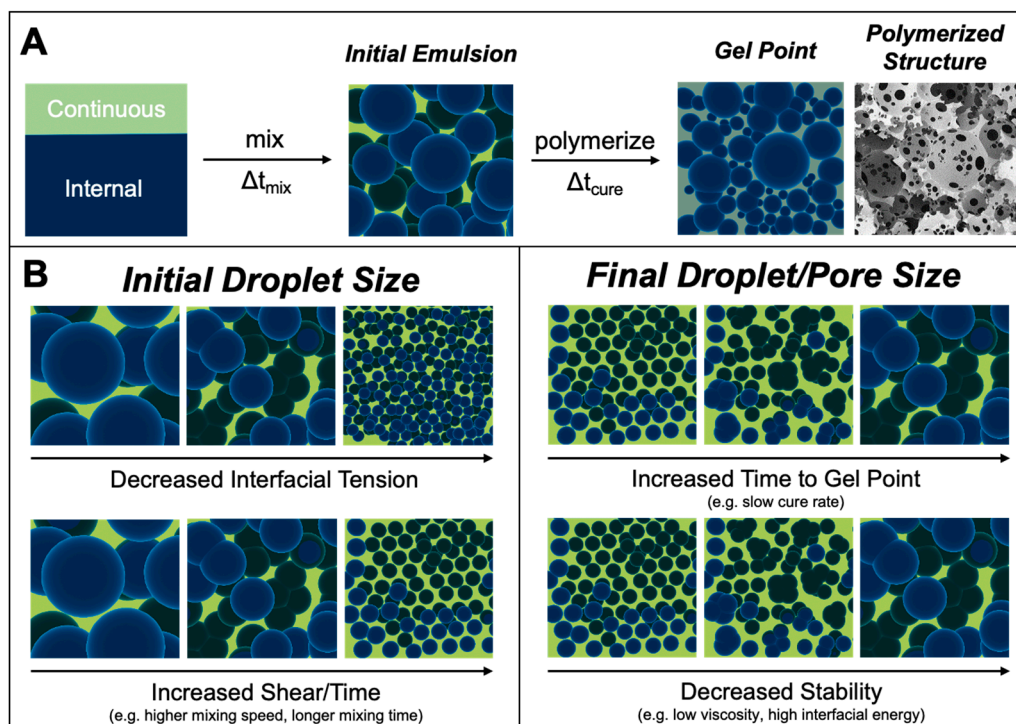 A
Initial Emulsion
Gel Point
Polymerized
Structure
Continuous
Internal
mix
Δtmix
polymerize
Δtcure
B
Initial Droplet Size
Decreased Interfacial Tension
Increased Shear/Time
(e.g. higher mixing speed, longer mixing time)
Final Droplet/Pore Size
Increased Time to Gel Point
(e.g. slow cure rate)
Decreased Stability
(e.g. low viscosity, high interfacial energy)